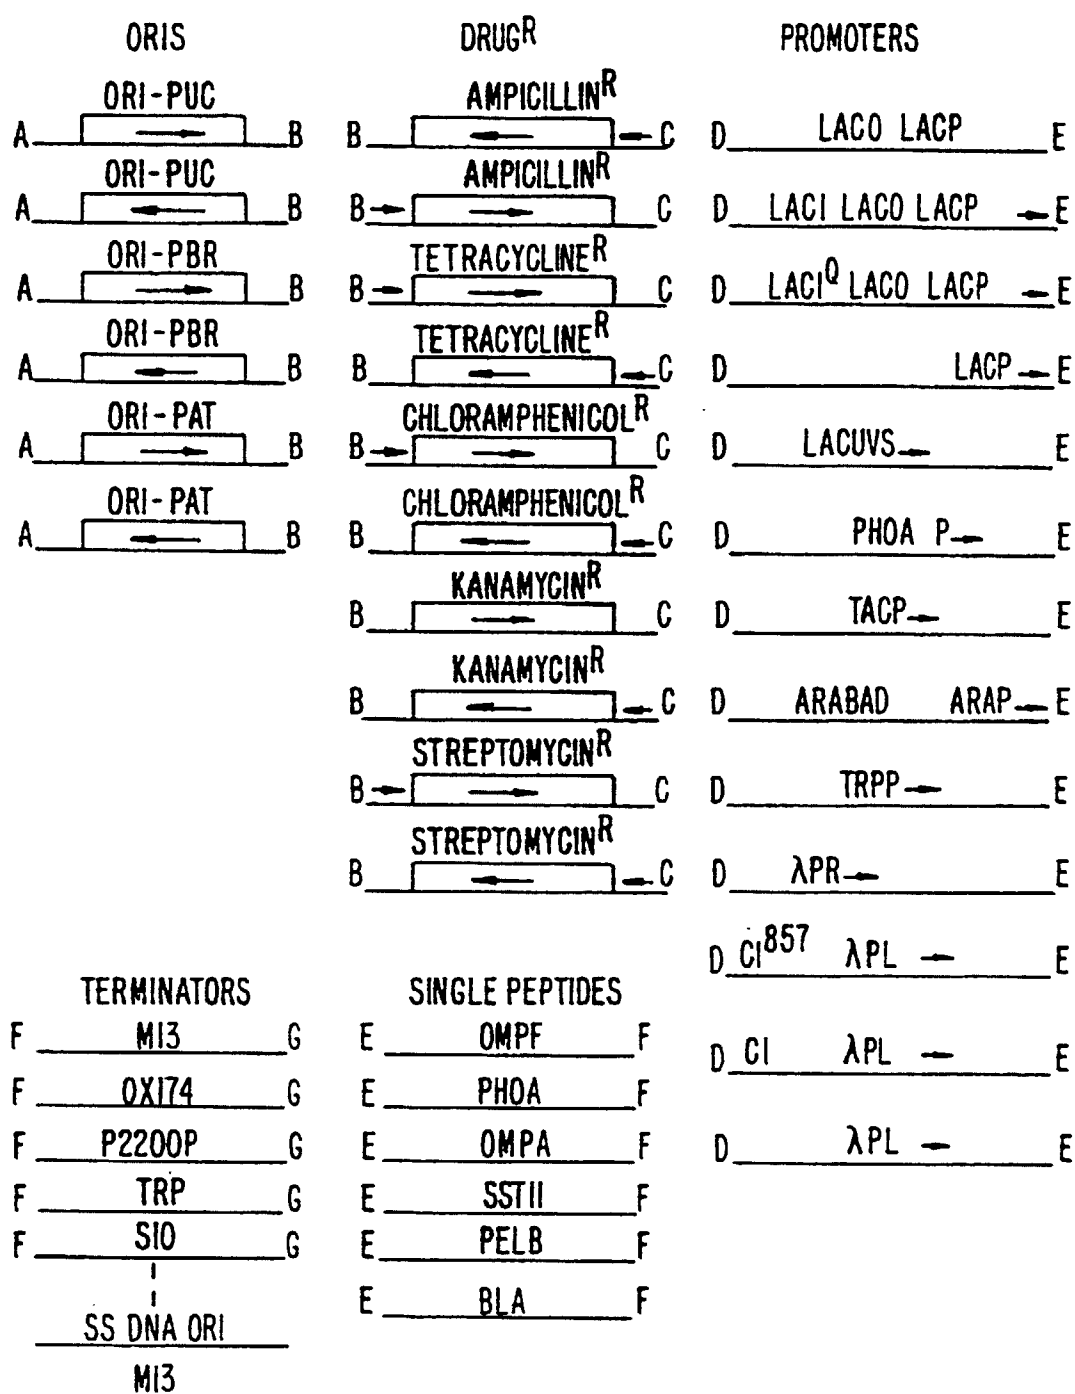 ORIS
ORI-PUC
A B
ORI-PUC
A B
ORI-PBR
A B
ORI-PBR
A B
ORI-PAT
A B
ORI-PAT
A B
DRUGR
AMPICILLINR
B C
AMPICILLINR
B C
TETRACYCLINER
B C
TETRACYCLINER
B C
CHLORAMPHENICOLR
B C
CHLORAMPHENICOLR
B C
KANAMYCINR
B C
KANAMYCINR
B C
STREPTOMYCINR
B C
STREPTOMYCINR
B C
PROMOTERS
D LACO LACP E
D LACI LACO LACP E
D LACIQ LACO LACP E
D LACP E
D LACUVS E
D PHOA P E
D TACP E
D ARABAD ARAP E
D TRPP E
D λPR E
D CI857 λPL E
D CI λPL E
D λPL E
TERMINATORS
F M13 G
F OX174 G
F P22OOP G
F TRP G
F S10 G
SS DNA ORI
M13
SINGLE PEPTIDES
E OMPF F
E PHOA F
E OMPA F
E SSTII F
E PELB F
E BLA F